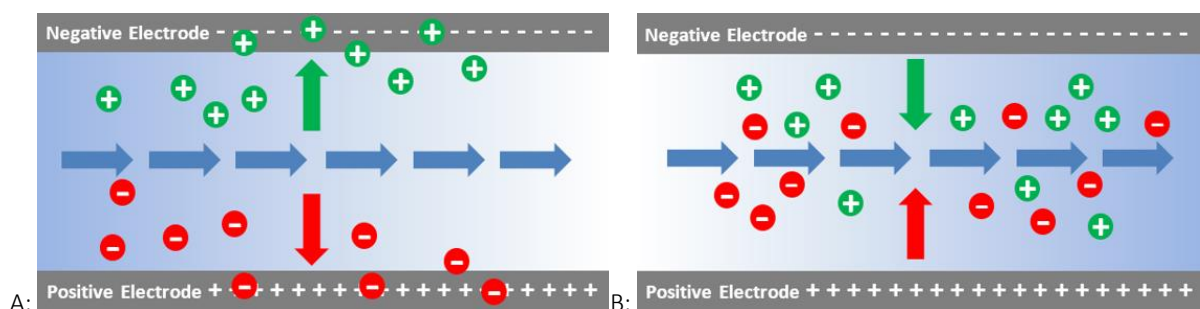 Negative Electrode - - - - - - - - - - - - - - - - - - -
Positive Electrode + + + + + + + + + + + + + + + + + + +
A:
Negative Electrode - - - - - - - - - - - - - - - - - - -
Positive Electrode + + + + + + + + + + + + + + + + + + +
B: